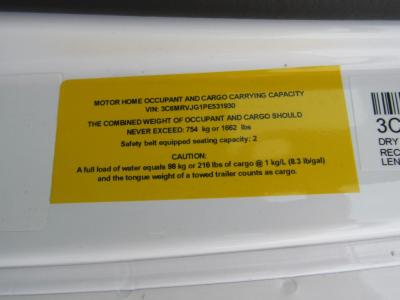 MOTOR HOME OCCUPANT AND CARGO CARRYING CAPACITY
VIN: 3C6MRVJG1PE531930
THE COMBINED WEIGHT OF OCCUPANT AND CARGO SHOULD
NEVER EXCEED: 754 kg or 1662 lbs
Safety belt equipped seating capacity: 2
CAUTION:
A full load of water equals 98 kg or 216 lbs of cargo @ 1 kg/L (8.3 lb/gal)
and the tongue weight of a towed trailer counts as cargo.
3C
DRY
REC
LEN